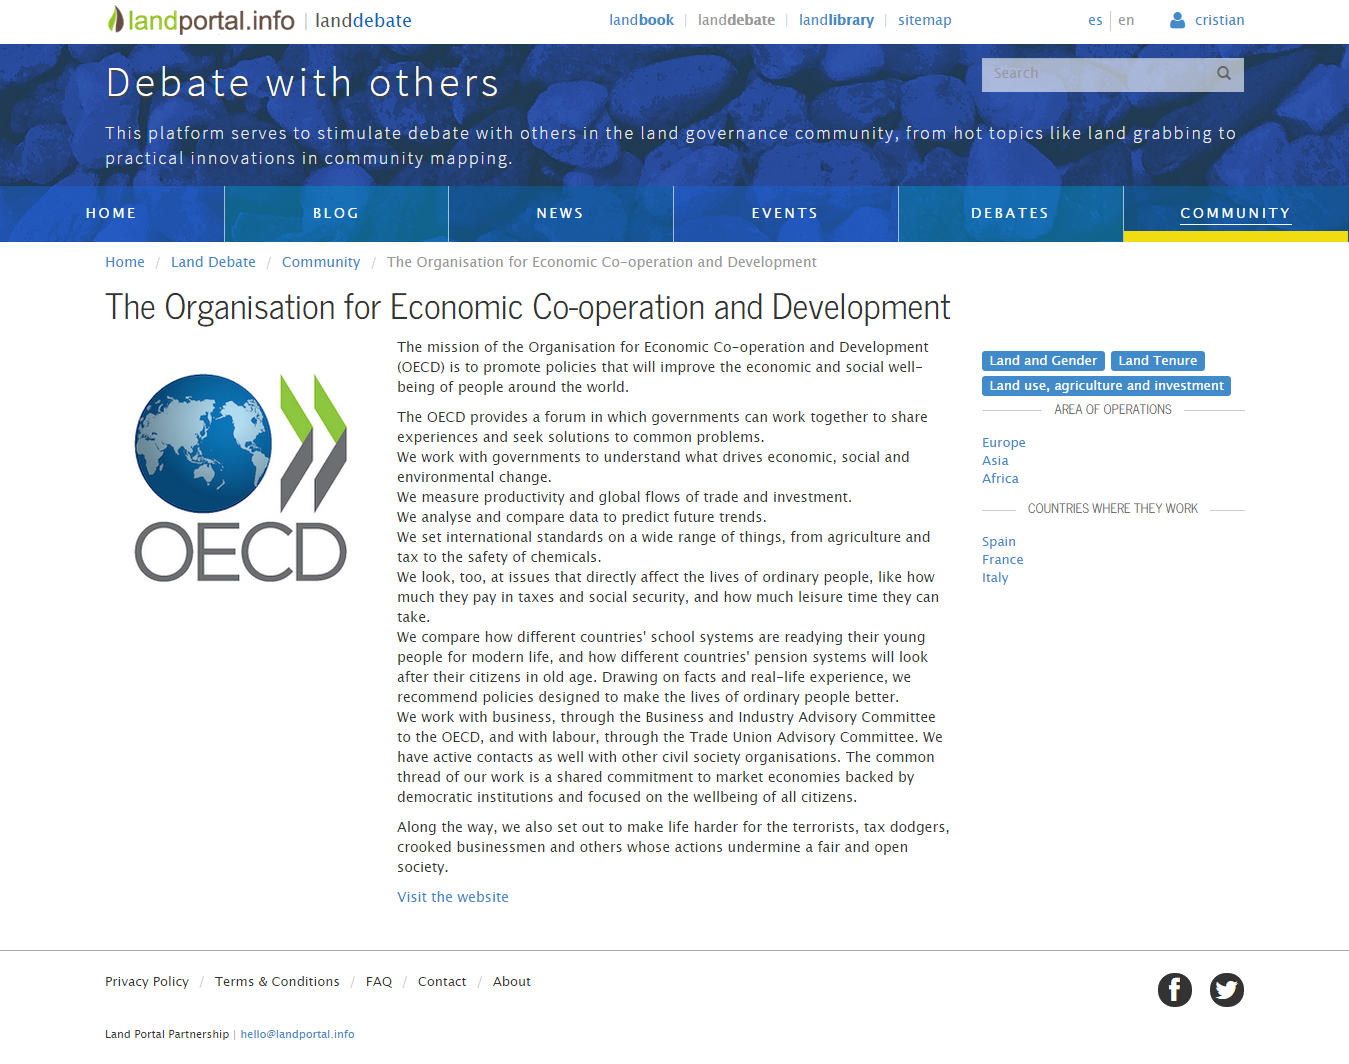 landportal.info | landdebate
landbook | landdebate | landlibrary | sitemap
es | en
cristian
Debate with others
Search
This platform serves to stimulate debate with others in the land governance community, from hot topics like land grabbing to
practical innovations in community mapping.
HOME
BLOG
NEWS
EVENTS
DEBATES
COMMUNITY
Home / Land Debate / Community / The Organisation for Economic Co-operation and Development
The Organisation for Economic Co-operation and Development
OECD
The mission of the Organisation for Economic Co-operation and Development
(OECD) is to promote policies that will improve the economic and social well-
being of people around the world.
The OECD provides a forum in which governments can work together to share
experiences and seek solutions to common problems.
We work with governments to understand what drives economic, social and
environmental change.
We measure productivity and global flows of trade and investment.
We analyse and compare data to predict future trends.
We set international standards on a wide range of things, from agriculture and
tax to the safety of chemicals.
We look, too, at issues that directly affect the lives of ordinary people, like how
much they pay in taxes and social security, and how much leisure time they can
take.
We compare how different countries' school systems are readying their young
people for modern life, and how different countries' pension systems will look
after their citizens in old age. Drawing on facts and real-life experience, we
recommend policies designed to make the lives of ordinary people better.
We work with business, through the Business and Industry Advisory Committee
to the OECD, and with labour, through the Trade Union Advisory Committee. We
have active contacts as well with other civil society organisations. The common
thread of our work is a shared commitment to market economies backed by
democratic institutions and focused on the wellbeing of all citizens.
Along the way, we also set out to make life harder for the terrorists, tax dodgers,
crooked businessmen and others whose actions undermine a fair and open
society.
Visit the website
Land and Gender
Land Tenure
Land use, agriculture and investment
AREA OF OPERATIONS
Europe
Asia
Africa
COUNTRIES WHERE THEY WORK
Spain
France
Italy
Privacy Policy / Terms & Conditions / FAQ / Contact / About
Land Portal Partnership | hello@landportal.info